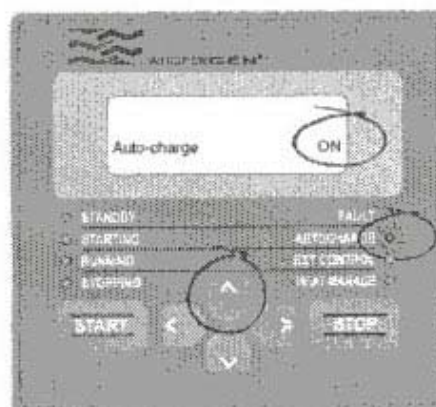 Auto-charge ON
STANDBY FAULT
STARTING AUTOCHARGE
RUNNING EXT CONTROL
STOPPING
START STOP